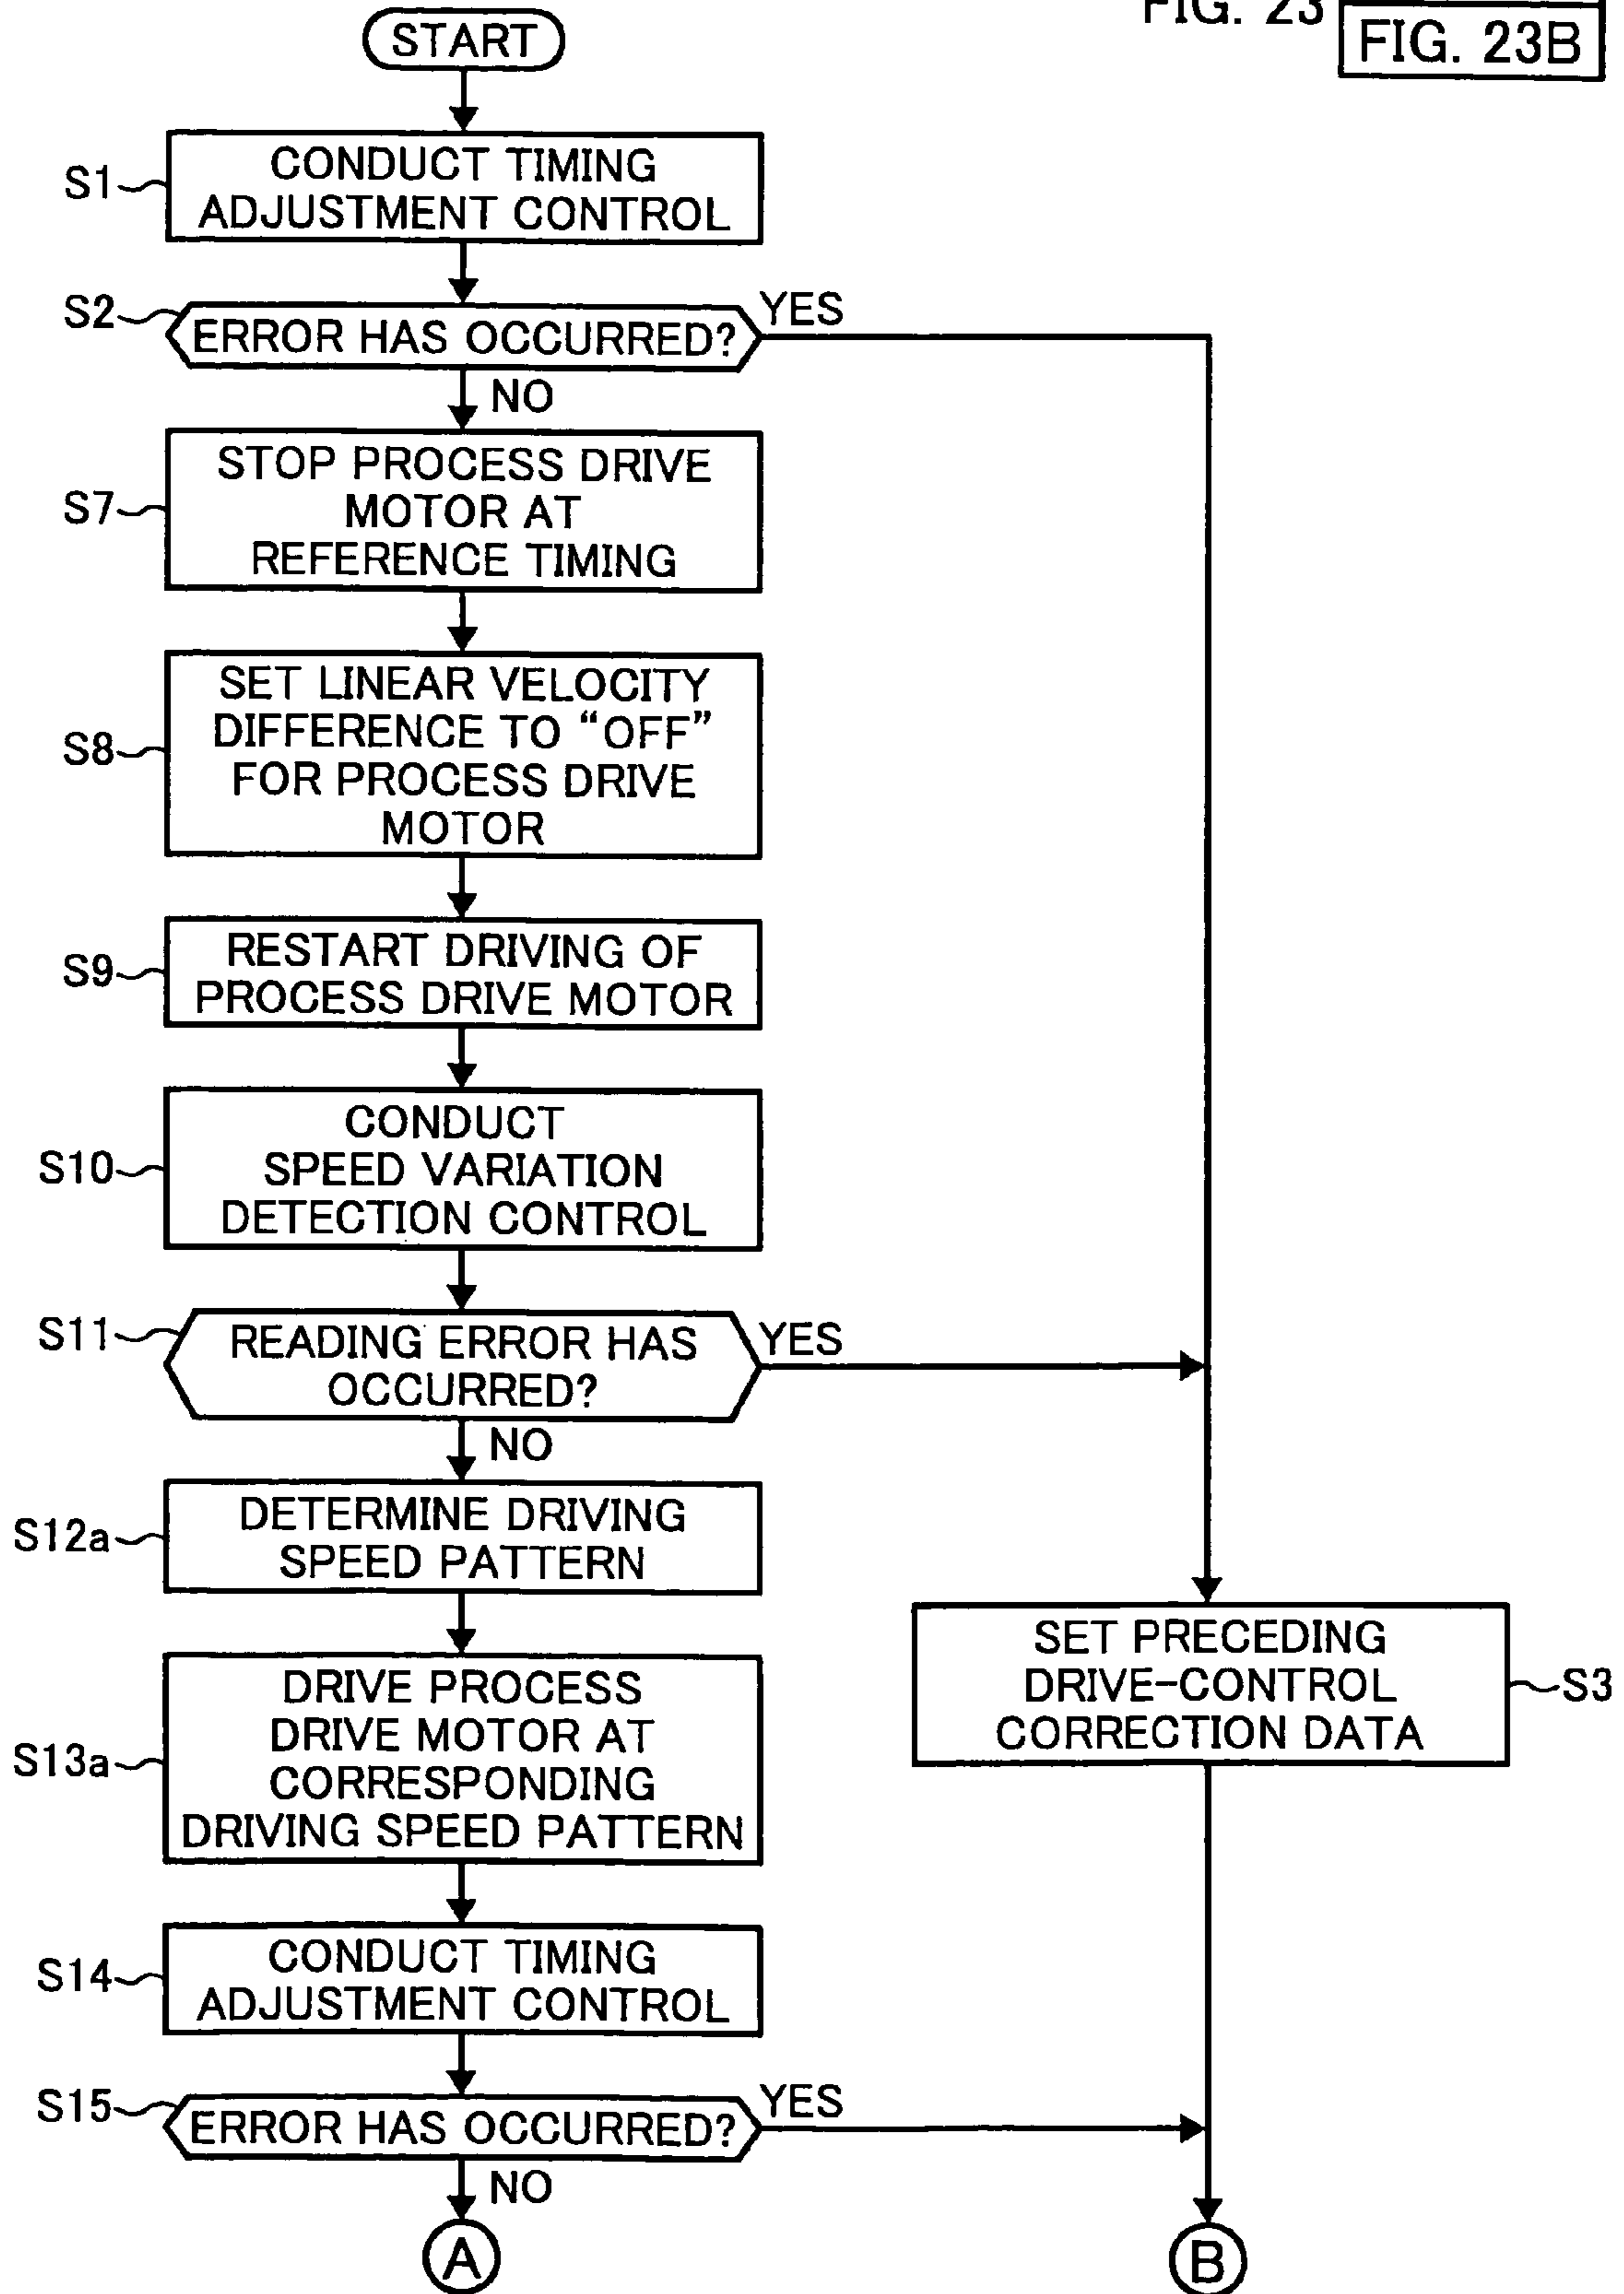 FIG. 23
FIG. 23B
START
S1
CONDUCT TIMING
ADJUSTMENT CONTROL
S2
ERROR HAS OCCURRED?
YES
NO
S7
STOP PROCESS DRIVE
MOTOR AT
REFERENCE TIMING
S8
SET LINEAR VELOCITY
DIFFERENCE TO “OFF”
FOR PROCESS DRIVE
MOTOR
S9
RESTART DRIVING OF
PROCESS DRIVE MOTOR
S10
CONDUCT
SPEED VARIATION
DETECTION CONTROL
S11
READING ERROR HAS
OCCURRED?
YES
NO
S12a
DETERMINE DRIVING
SPEED PATTERN
S13a
DRIVE PROCESS
DRIVE MOTOR AT
CORRESPONDING
DRIVING SPEED PATTERN
SET PRECEDING
DRIVE-CONTROL
CORRECTION DATA
S3
S14
CONDUCT TIMING
ADJUSTMENT CONTROL
S15
ERROR HAS OCCURRED?
YES
NO
A
B